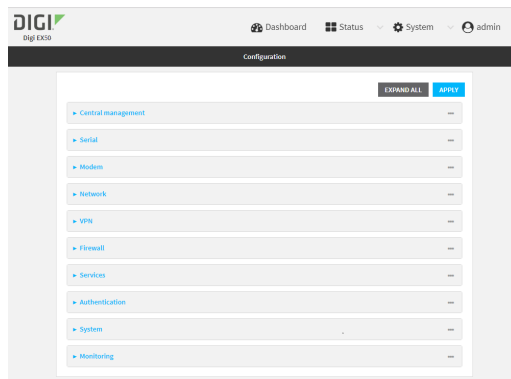 DIGI
Digi EX50
Dashboard Status System admin
Configuration
EXPAND ALL APPLY
Central management
Serial
Modem
Network
VPN
Firewall
Services
Authentication
System
Monitoring